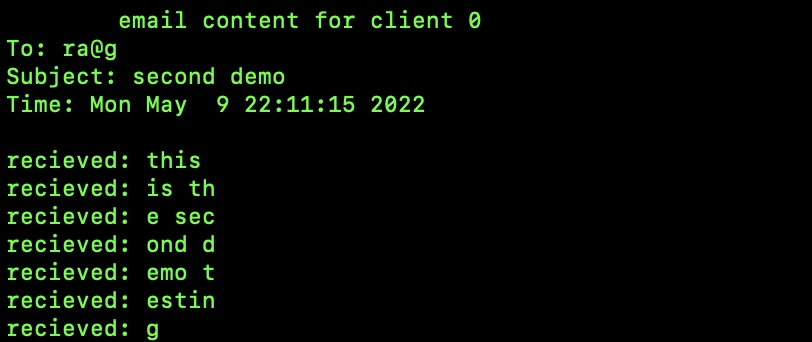 email content for client 0
To: ra@g
Subject: second demo
Time: Mon May  9 22:11:15 2022
recieved: this
recieved: is th
recieved: e sec
recieved: ond d
recieved: emo t
recieved: estin
recieved: g